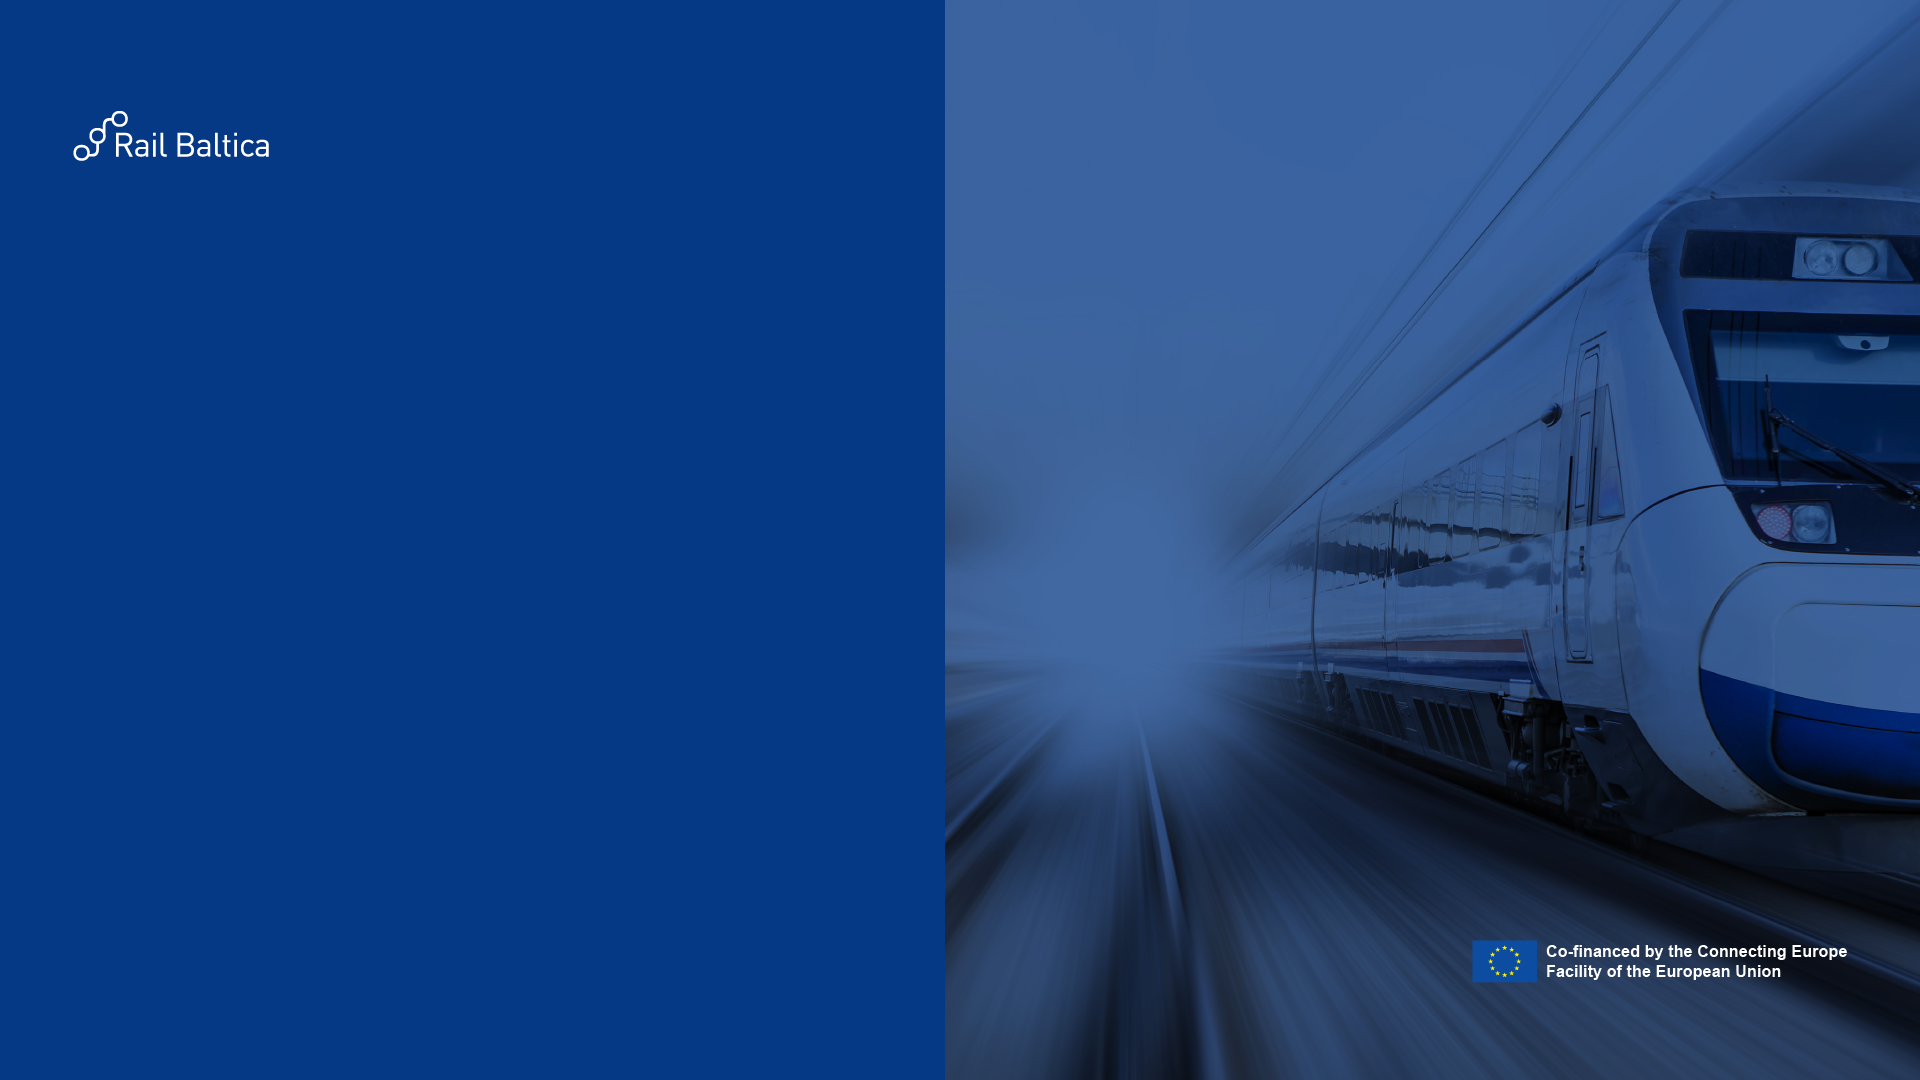 Rail Baltica
Co-financed by the Connecting Europe
Facility of the European Union